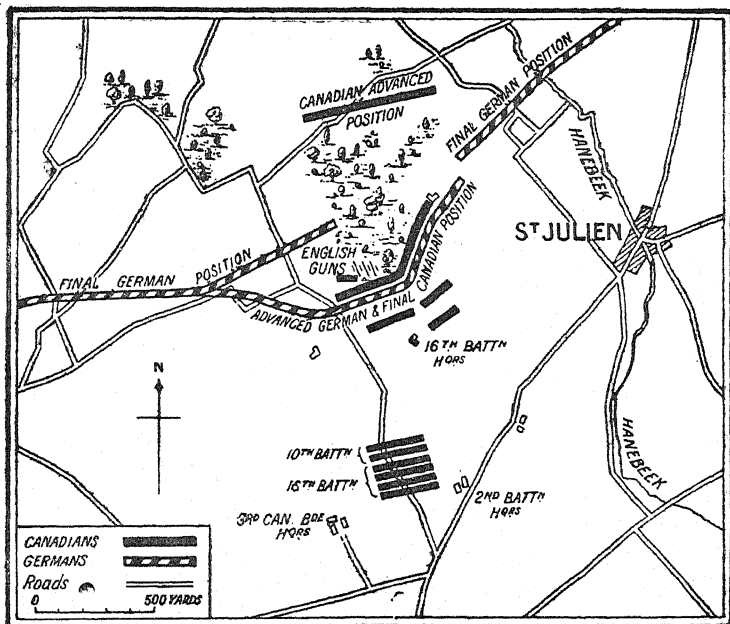 CANADIAN ADVANCED
POSITION
FINAL GERMAN POSITION
HANEBEEK
ST JULIEN
ENGLISH
GUNS
FINAL GERMAN POSITION
ADVANCED GERMAN & FINAL CANADIAN POSITION
16TH BATTN
HQRS
N
10TH BATTN
16TH BATTN
2ND BATTN
HQRS
3RD CAN. BDE
HQRS
HANEBEEK
CANADIANS
GERMANS
Roads
0 500 YARDS